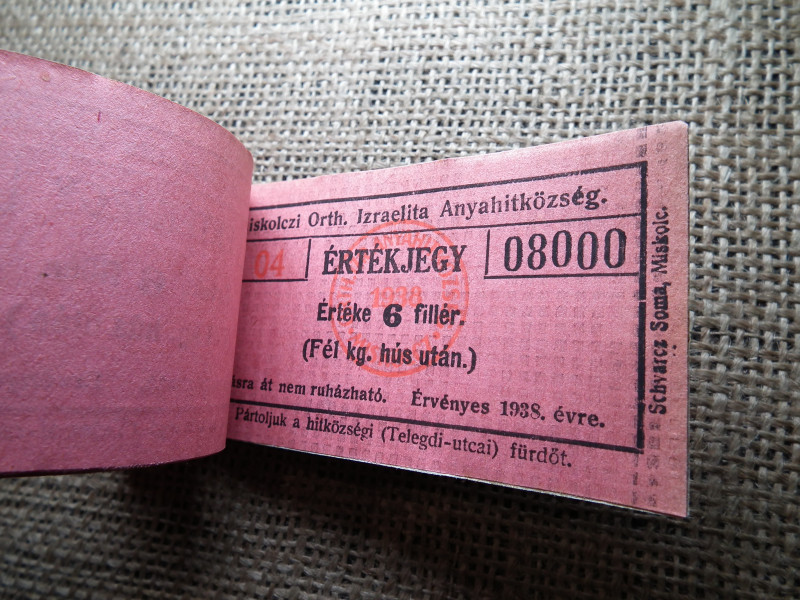 iskolczi Orth. Izraelita Anyahitközség.
04 ÉRTÉKJEGY 08000
1938
Értéke 6 fillér.
(Fél kg. hús után.)
ásra át nem ruházható. Érvényes 1938. évre.
Pártoljuk a hitközségi (Telegdi-utcai) fürdőt.
Schvarcz Soma, Miskolc.